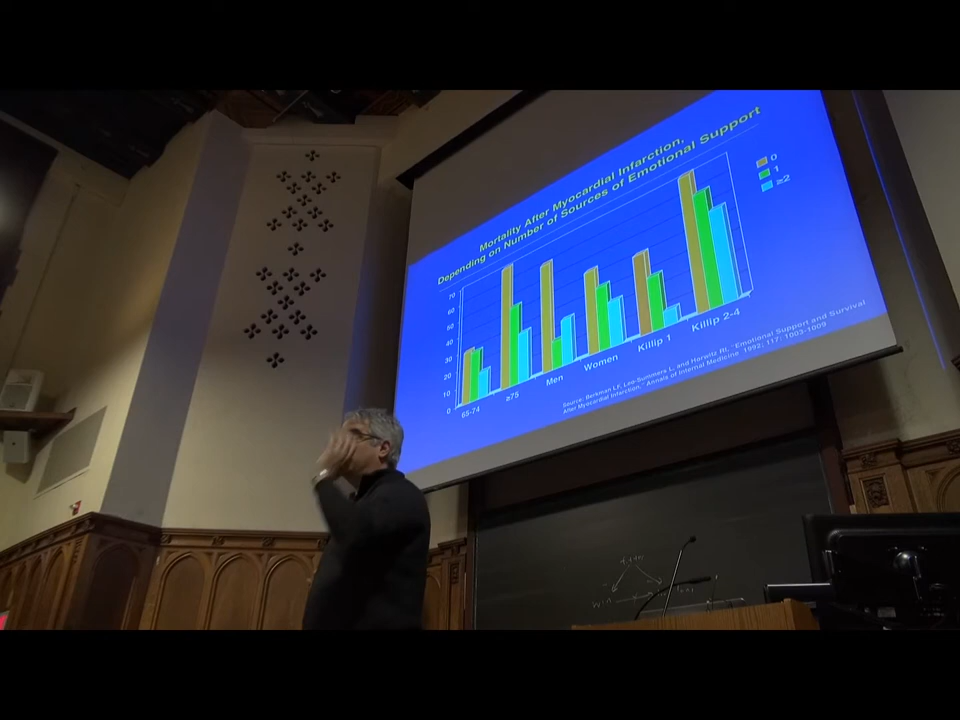 Mortality After Myocardial Infarction,
Depending on Number of Sources of Emotional Support
0
1
≥2
70
60
50
40
30
20
10
0
65-74
≥75
Men
Women
Killip 1
Killip 2-4
Source: Berkman LF, Leo-Summers L, and Horwitz RI, "Emotional Support and Survival
After Myocardial Infarction," Annals of Internal Medicine 1992; 117: 1003-1009